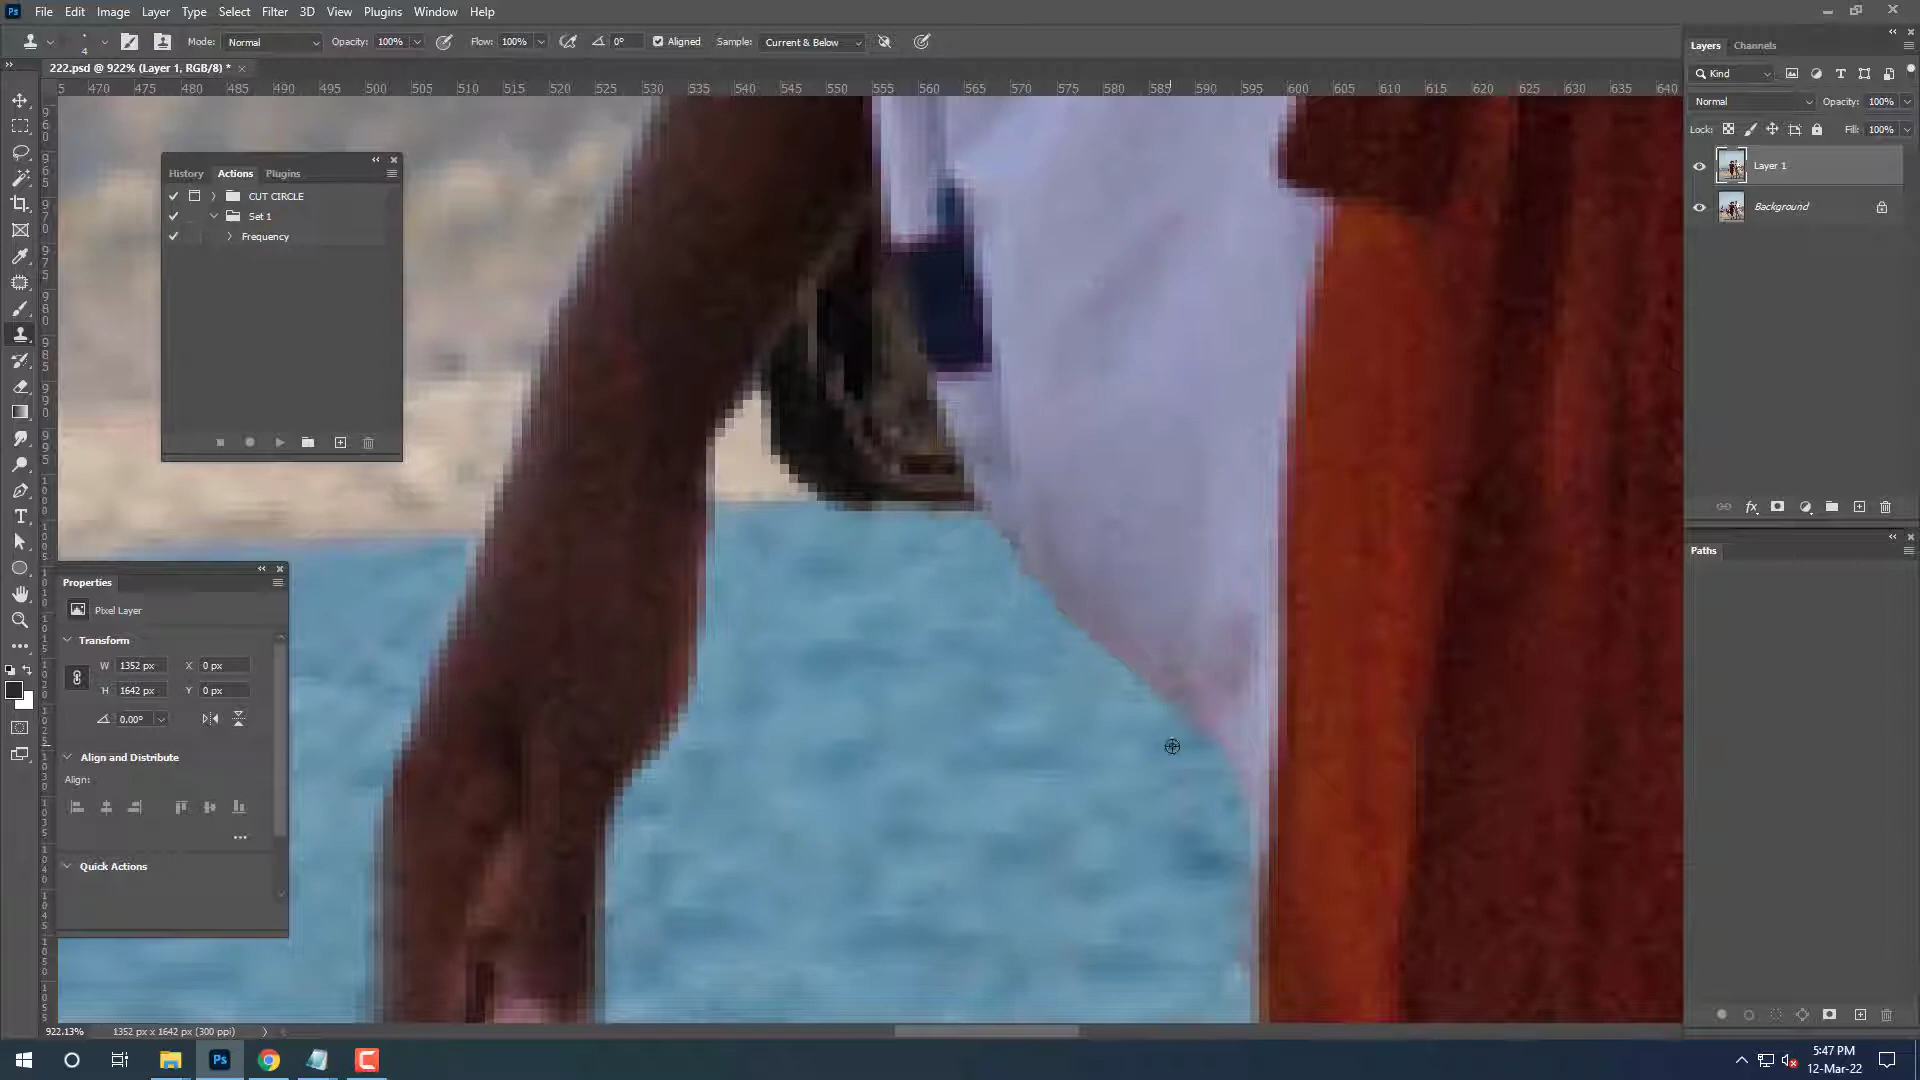 File Edit Image Layer Type Select Filter 3D View Plugins Window Help
4 Mode: Normal Opacity: 100% Flow: 100% 0° Aligned Sample: Current & Below
222.psd @ 922% (Layer 1, RGB/8) *
5 470 475 480 485 490 495 500 505 510 515 520 525 530 535 540 545 550 555 560 565 570 575 580 585 590 595 600 605 610 615 620 625 630 635 640
History Actions Plugins
CUT CIRCLE
Set 1
Frequency
Properties
Pixel Layer
Transform
W 1352 px X 0 px
H 1642 px Y 0 px
0.00°
Align and Distribute
Align:
Quick Actions
Layers Channels
Kind
Normal Opacity: 100%
Lock: Fill: 100%
Layer 1
Background
Paths
922.13% 1352 px x 1642 px (300 ppi)
Ps
5:47 PM
12-Mar-22